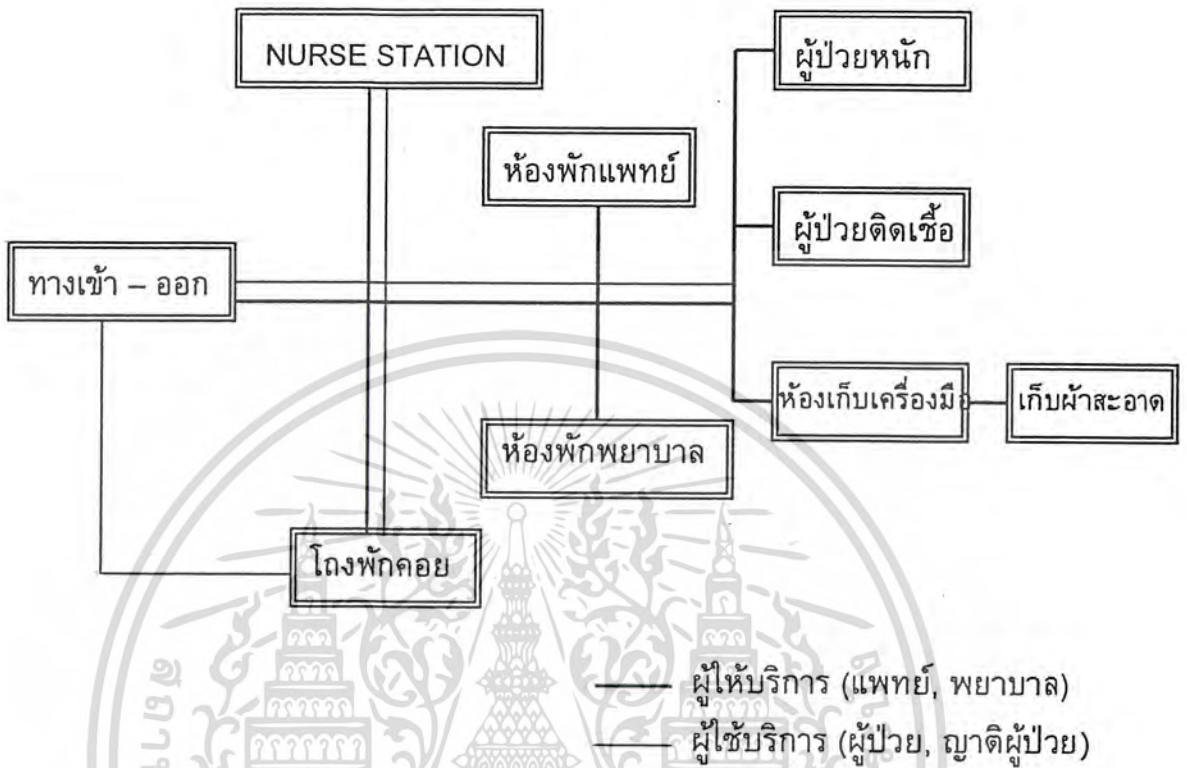 NURSE STATION
ผู้ป่วยหนัก
ห้องพักแพทย์
ผู้ป่วยติดเชื้อ
ทางเข้า – ออก
ห้องเก็บเครื่องมือ
เก็บผ้าสะอาด
ห้องพักพยาบาล
โถงพักคอย
ผู้ให้บริการ (แพทย์, พยาบาล)
ผู้ใช้บริการ (ผู้ป่วย, ญาติผู้ป่วย)